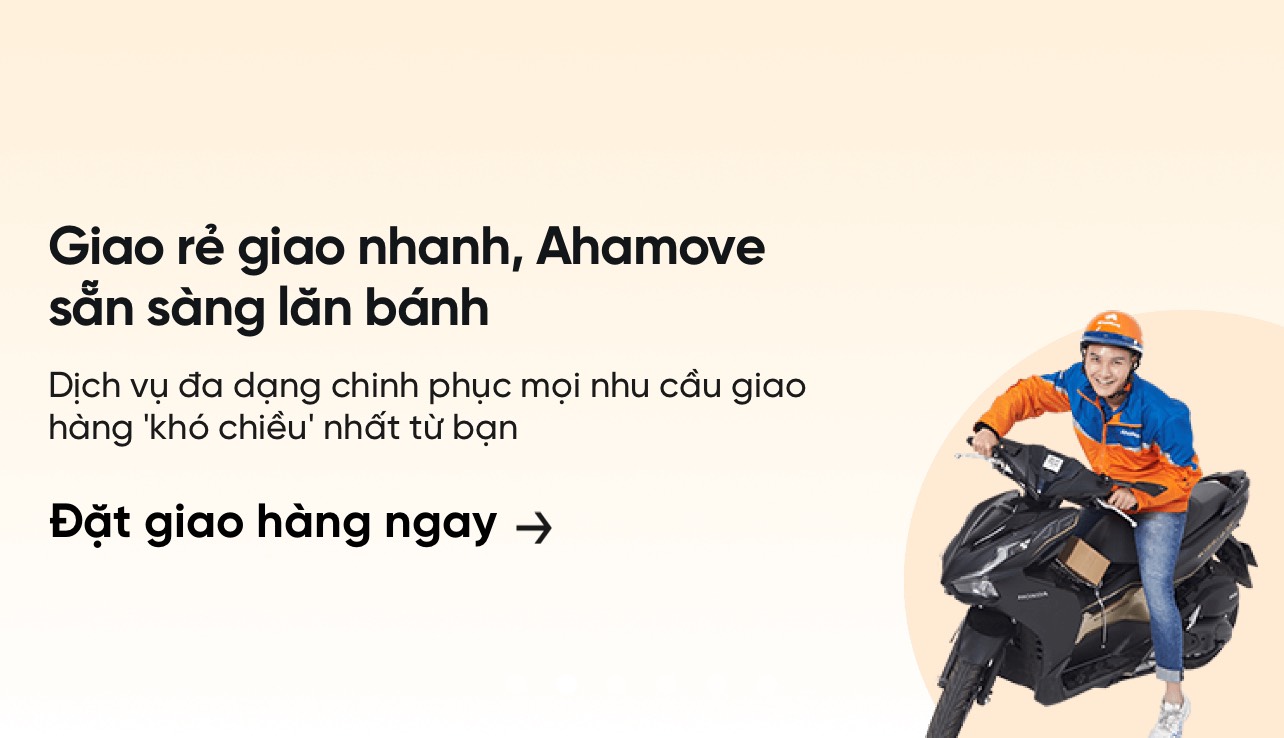 Giao rẻ giao nhanh, Ahamove
sẵn sàng lăn bánh
Dịch vụ đa dạng chinh phục mọi nhu cầu giao
hàng 'khó chiều' nhất từ bạn
Đặt giao hàng ngay →
HONDA